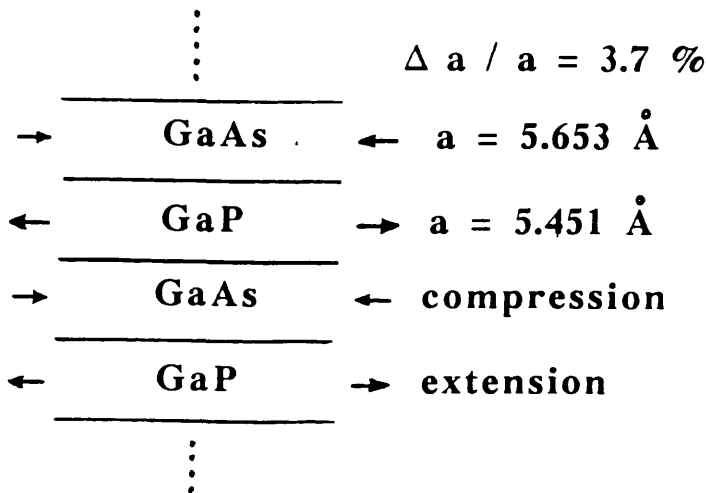 Δ a / a = 3.7 %
GaAs a = 5.653 Å
GaP a = 5.451 Å
GaAs compression
GaP extension